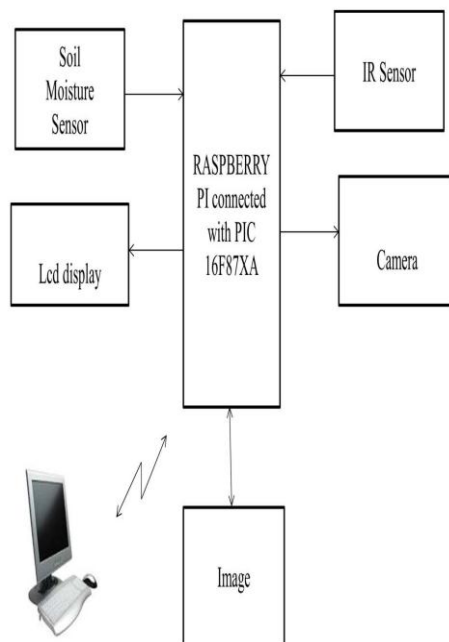 Soil
Moisture
Sensor
IR Sensor
RASPBERRY
PI connected
with PIC
16F87XA
Lcd display
Camera
Image